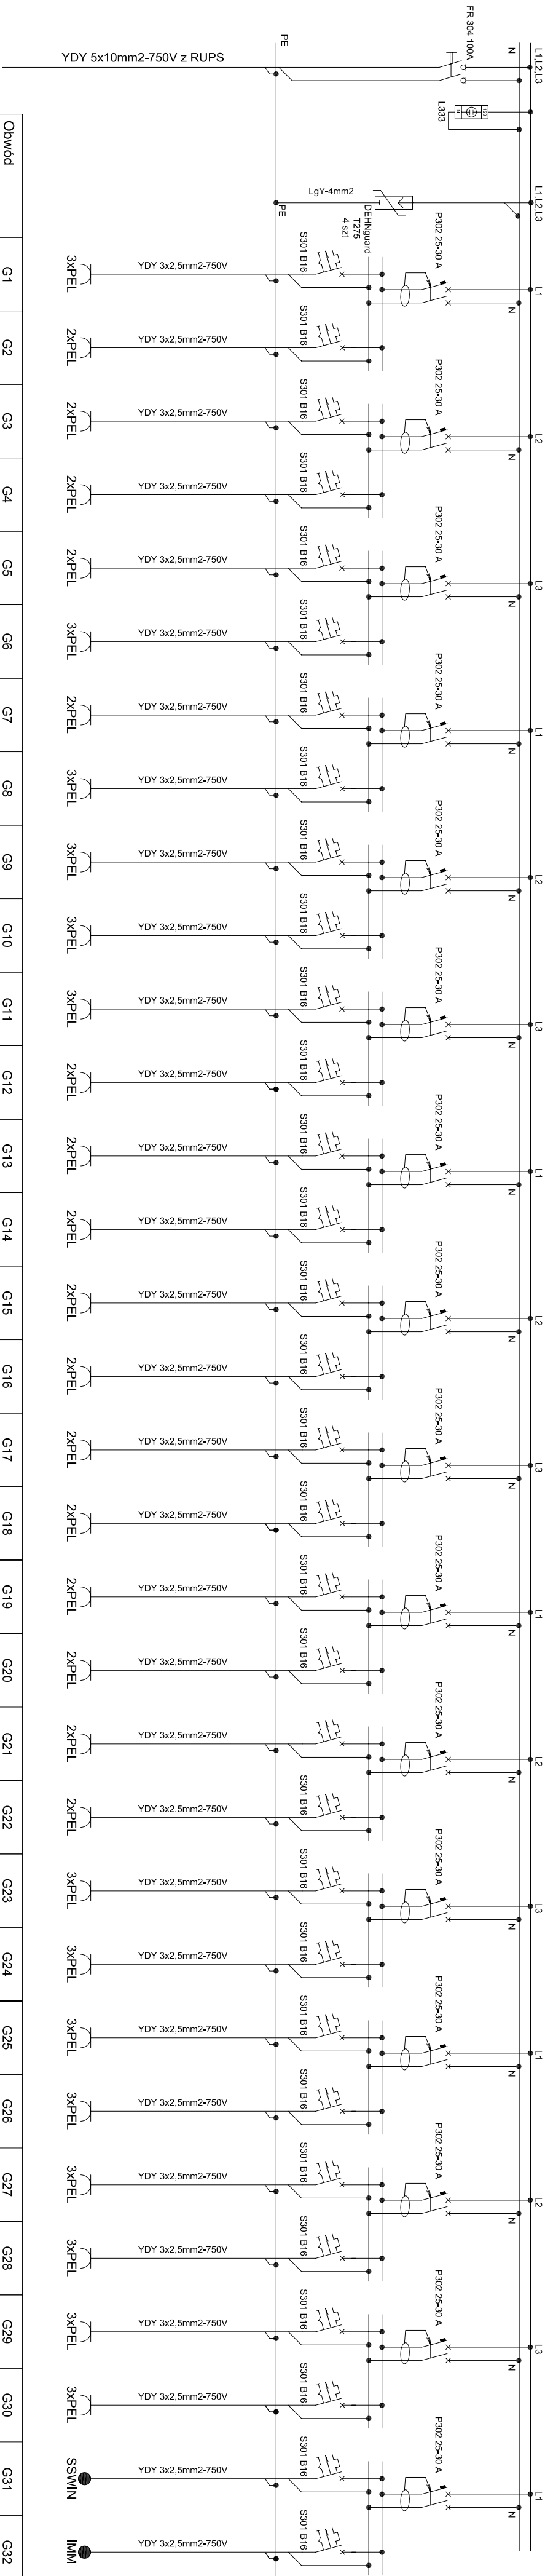 L1,L2,L3 L1,L2,L3 L1 L2 L3 L1 L2 L3 L1 L2 L3 L1 L2 L3 L1 L2 L3 L1
N N N N N N N N N N N N N N N N N
FR 304 100A
L333
P302 25-30 A P302 25-30 A P302 25-30 A P302 25-30 A P302 25-30 A P302 25-30 A P302 25-30 A P302 25-30 A P302 25-30 A P302 25-30 A P302 25-30 A P302 25-30 A P302 25-30 A P302 25-30 A P302 25-30 A P302 25-30 A
DEHNguard
T275
4 szt
LgY-4mm2
S301 B16 S301 B16 S301 B16 S301 B16 S301 B16 S301 B16 S301 B16 S301 B16 S301 B16 S301 B16 S301 B16 S301 B16 S301 B16 S301 B16 S301 B16 S301 B16 S301 B16 S301 B16 S301 B16 S301 B16 S301 B16 S301 B16 S301 B16 S301 B16 S301 B16 S301 B16 S301 B16 S301 B16 S301 B16 S301 B16 S301 B16
PE PE
YDY 5x10mm2-750V z RUPS
YDY 3x2,5mm2-750V YDY 3x2,5mm2-750V YDY 3x2,5mm2-750V YDY 3x2,5mm2-750V YDY 3x2,5mm2-750V YDY 3x2,5mm2-750V YDY 3x2,5mm2-750V YDY 3x2,5mm2-750V YDY 3x2,5mm2-750V YDY 3x2,5mm2-750V YDY 3x2,5mm2-750V YDY 3x2,5mm2-750V YDY 3x2,5mm2-750V YDY 3x2,5mm2-750V YDY 3x2,5mm2-750V YDY 3x2,5mm2-750V YDY 3x2,5mm2-750V YDY 3x2,5mm2-750V YDY 3x2,5mm2-750V YDY 3x2,5mm2-750V YDY 3x2,5mm2-750V YDY 3x2,5mm2-750V YDY 3x2,5mm2-750V YDY 3x2,5mm2-750V YDY 3x2,5mm2-750V YDY 3x2,5mm2-750V YDY 3x2,5mm2-750V YDY 3x2,5mm2-750V YDY 3x2,5mm2-750V YDY 3x2,5mm2-750V YDY 3x2,5mm2-750V YDY 3x2,5mm2-750V
3xPEL 2xPEL 2xPEL 2xPEL 2xPEL 3xPEL 2xPEL 3xPEL 3xPEL 3xPEL 3xPEL 2xPEL 2xPEL 2xPEL 2xPEL 2xPEL 2xPEL 2xPEL 2xPEL 2xPEL 2xPEL 2xPEL 3xPEL 3xPEL 3xPEL 3xPEL 3xPEL 3xPEL 3xPEL 3xPEL SSWIN IMM
Obwód G1 G2 G3 G4 G5 G6 G7 G8 G9 G10 G11 G12 G13 G14 G15 G16 G17 G18 G19 G20 G21 G22 G23 G24 G25 G26 G27 G28 G29 G30 G31 G32